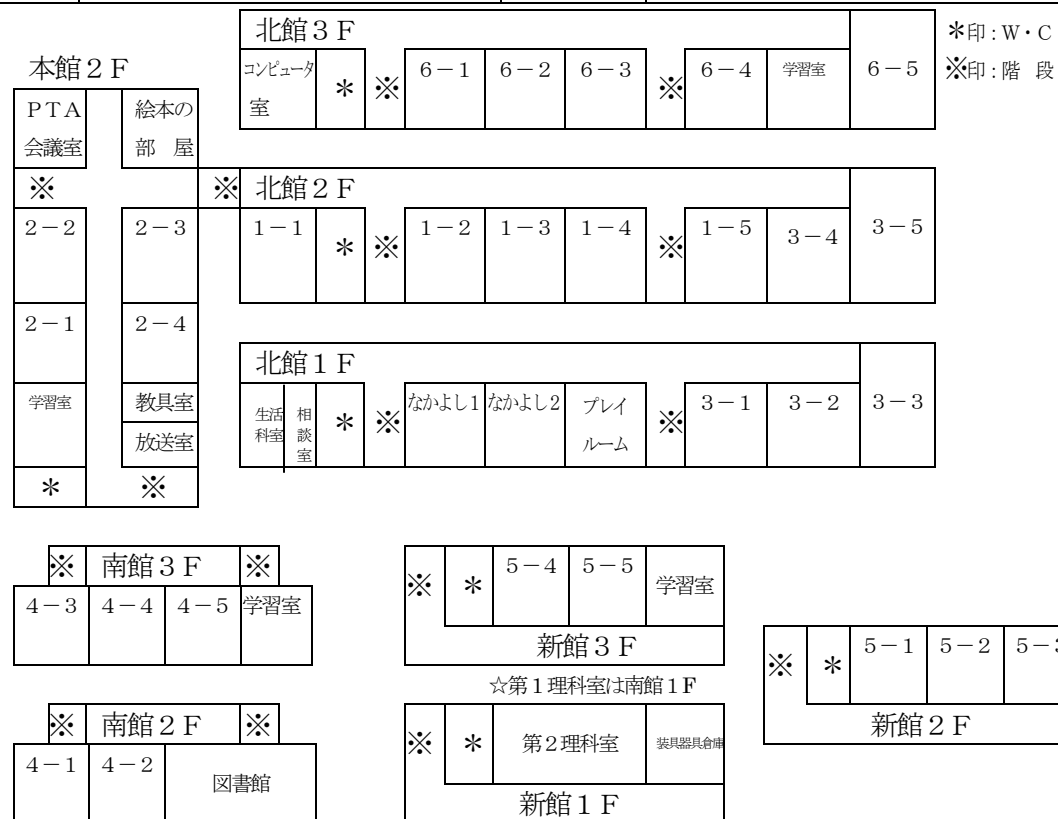 北館３Ｆ
＊印：Ｗ・Ｃ
※印：階　段
コンピュータ
室
＊
※
６－１
６－２
６－３
※
６－４
学習室
６－５
本館２Ｆ
ＰＴＡ
会議室
絵本の
部　屋
※
※
２－２
２－３
２－１
２－４
学習室
教具室
放送室
＊
※
北館２Ｆ
１－１
＊
※
１－２
１－３
１－４
※
１－５
３－４
３－５
北館１Ｆ
生活
科室
相
談
室
＊
※
なかよし1
なかよし2
プレイ
ルーム
※
３－１
３－２
３－３
※
南館３Ｆ
※
４－３
４－４
４－５
学習室
※
＊
５－４
５－５
学習室
新館３Ｆ
☆第１理科室は南館１F
※
＊
５－１
５－２
５－3
新館２Ｆ
※
南館２Ｆ
※
４－１
４－２
図書館
※
＊
第２理科室
装具器具倉庫
新館１Ｆ